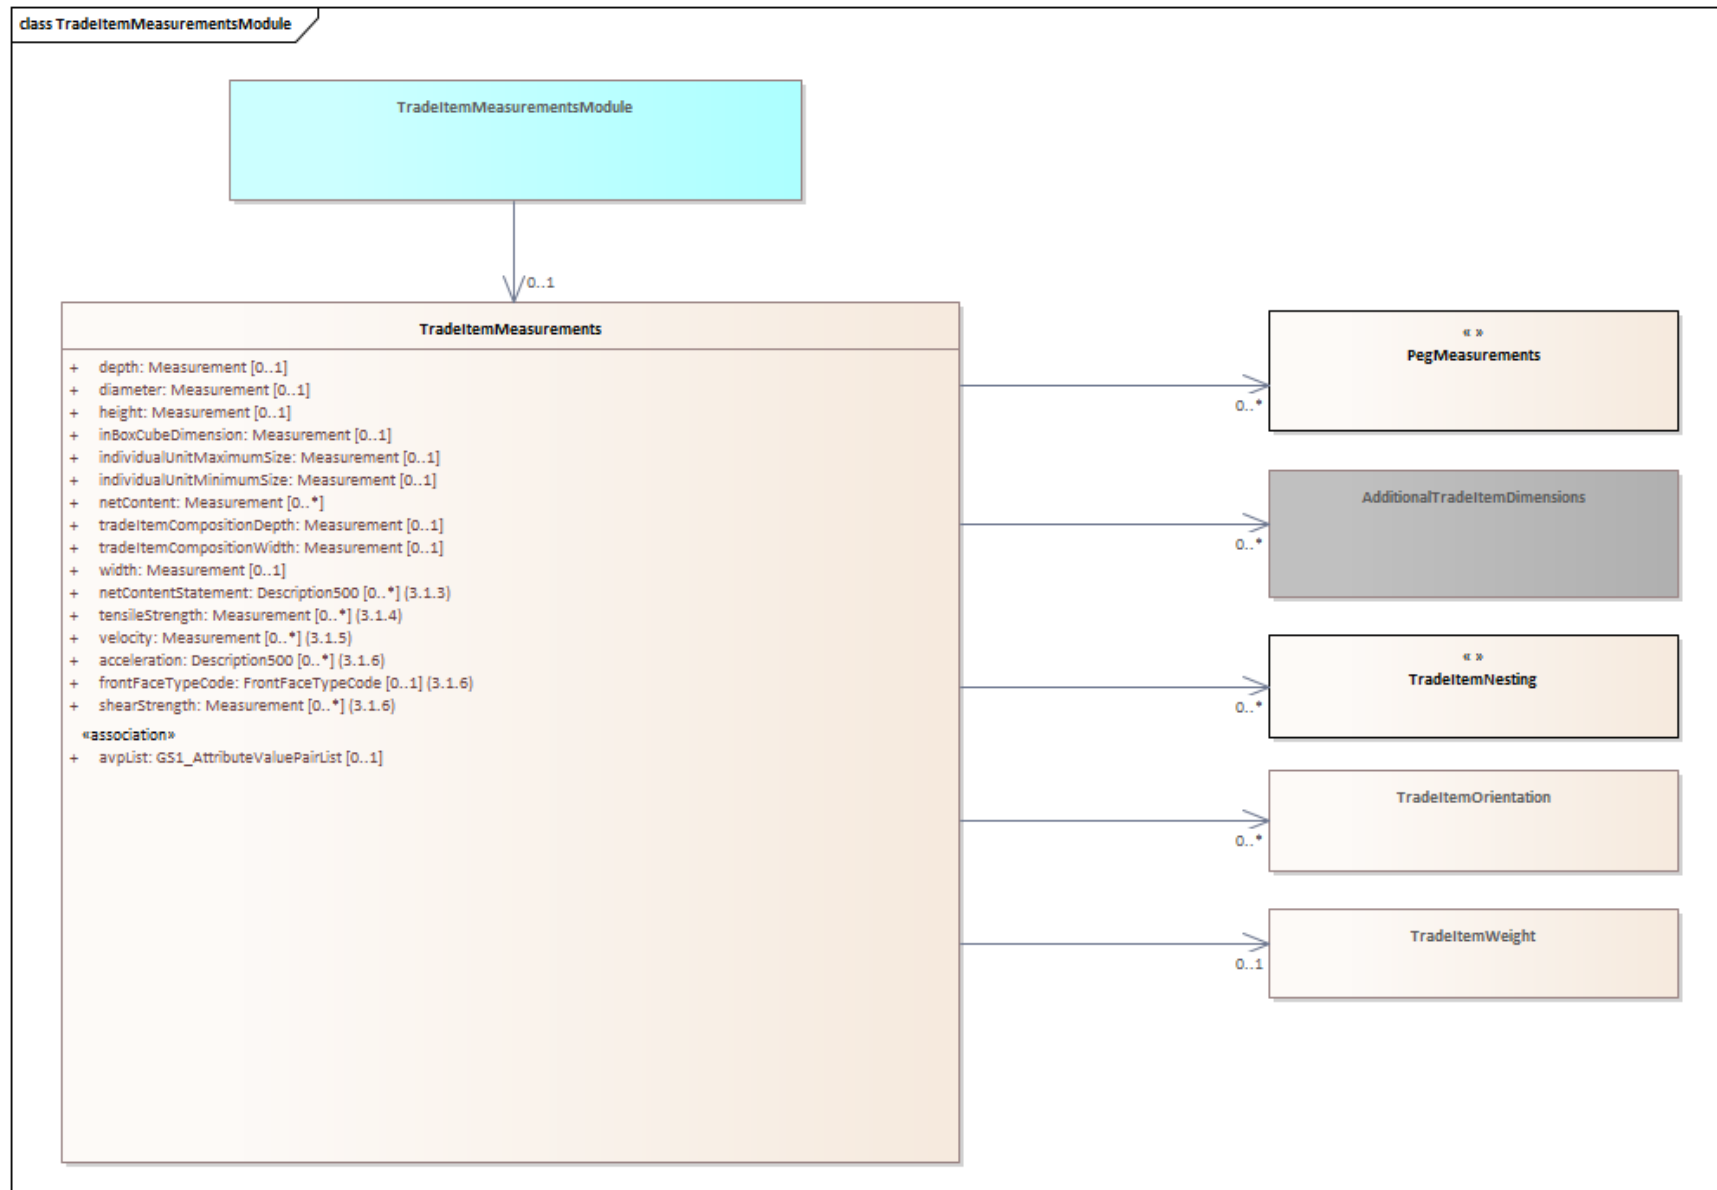 class TradeItemMeasurementsModule
TradeItemMeasurementsModule
0..1
TradeItemMeasurements
+ depth: Measurement [0..1]
+ diameter: Measurement [0..1]
+ height: Measurement [0..1]
+ inBoxCubeDimension: Measurement [0..1]
+ individualUnitMaximumSize: Measurement [0..1]
+ individualUnitMinimumSize: Measurement [0..1]
+ netContent: Measurement [0..*]
+ tradeItemCompositionDepth: Measurement [0..1]
+ tradeItemCompositionWidth: Measurement [0..1]
+ width: Measurement [0..1]
+ netContentStatement: Description500 [0..*] (3.1.3)
+ tensileStrength: Measurement [0..*] (3.1.4)
+ velocity: Measurement [0..*] (3.1.5)
+ acceleration: Description500 [0..*] (3.1.6)
+ frontFaceTypeCode: FrontFaceTypeCode [0..1] (3.1.6)
+ shearStrength: Measurement [0..*] (3.1.6)
«association»
+ avpList: GS1_AttributeValuePairList [0..1]
« »
PegMeasurements
0..*
AdditionalTradeItemDimensions
0..*
« »
TradeItemNesting
0..*
TradeItemOrientation
0..*
TradeItemWeight
0..1